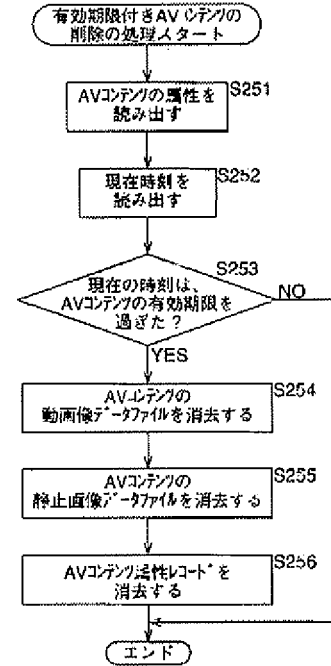 有効期限付きAVコンテンツの
削除の処理スタート
S251
AVコンテンツの属性を
読み出す
S252
現在時刻を
読み出す
S253
現在の時刻は、
AVコンテンツの有効期限を
過ぎた?
NO
YES
S254
AVコンテンツの
動画像データファイルを消去する
S255
AVコンテンツの
静止画像データファイルを消去する
S256
AVコンテンツ属性レコードを
消去する
エンド